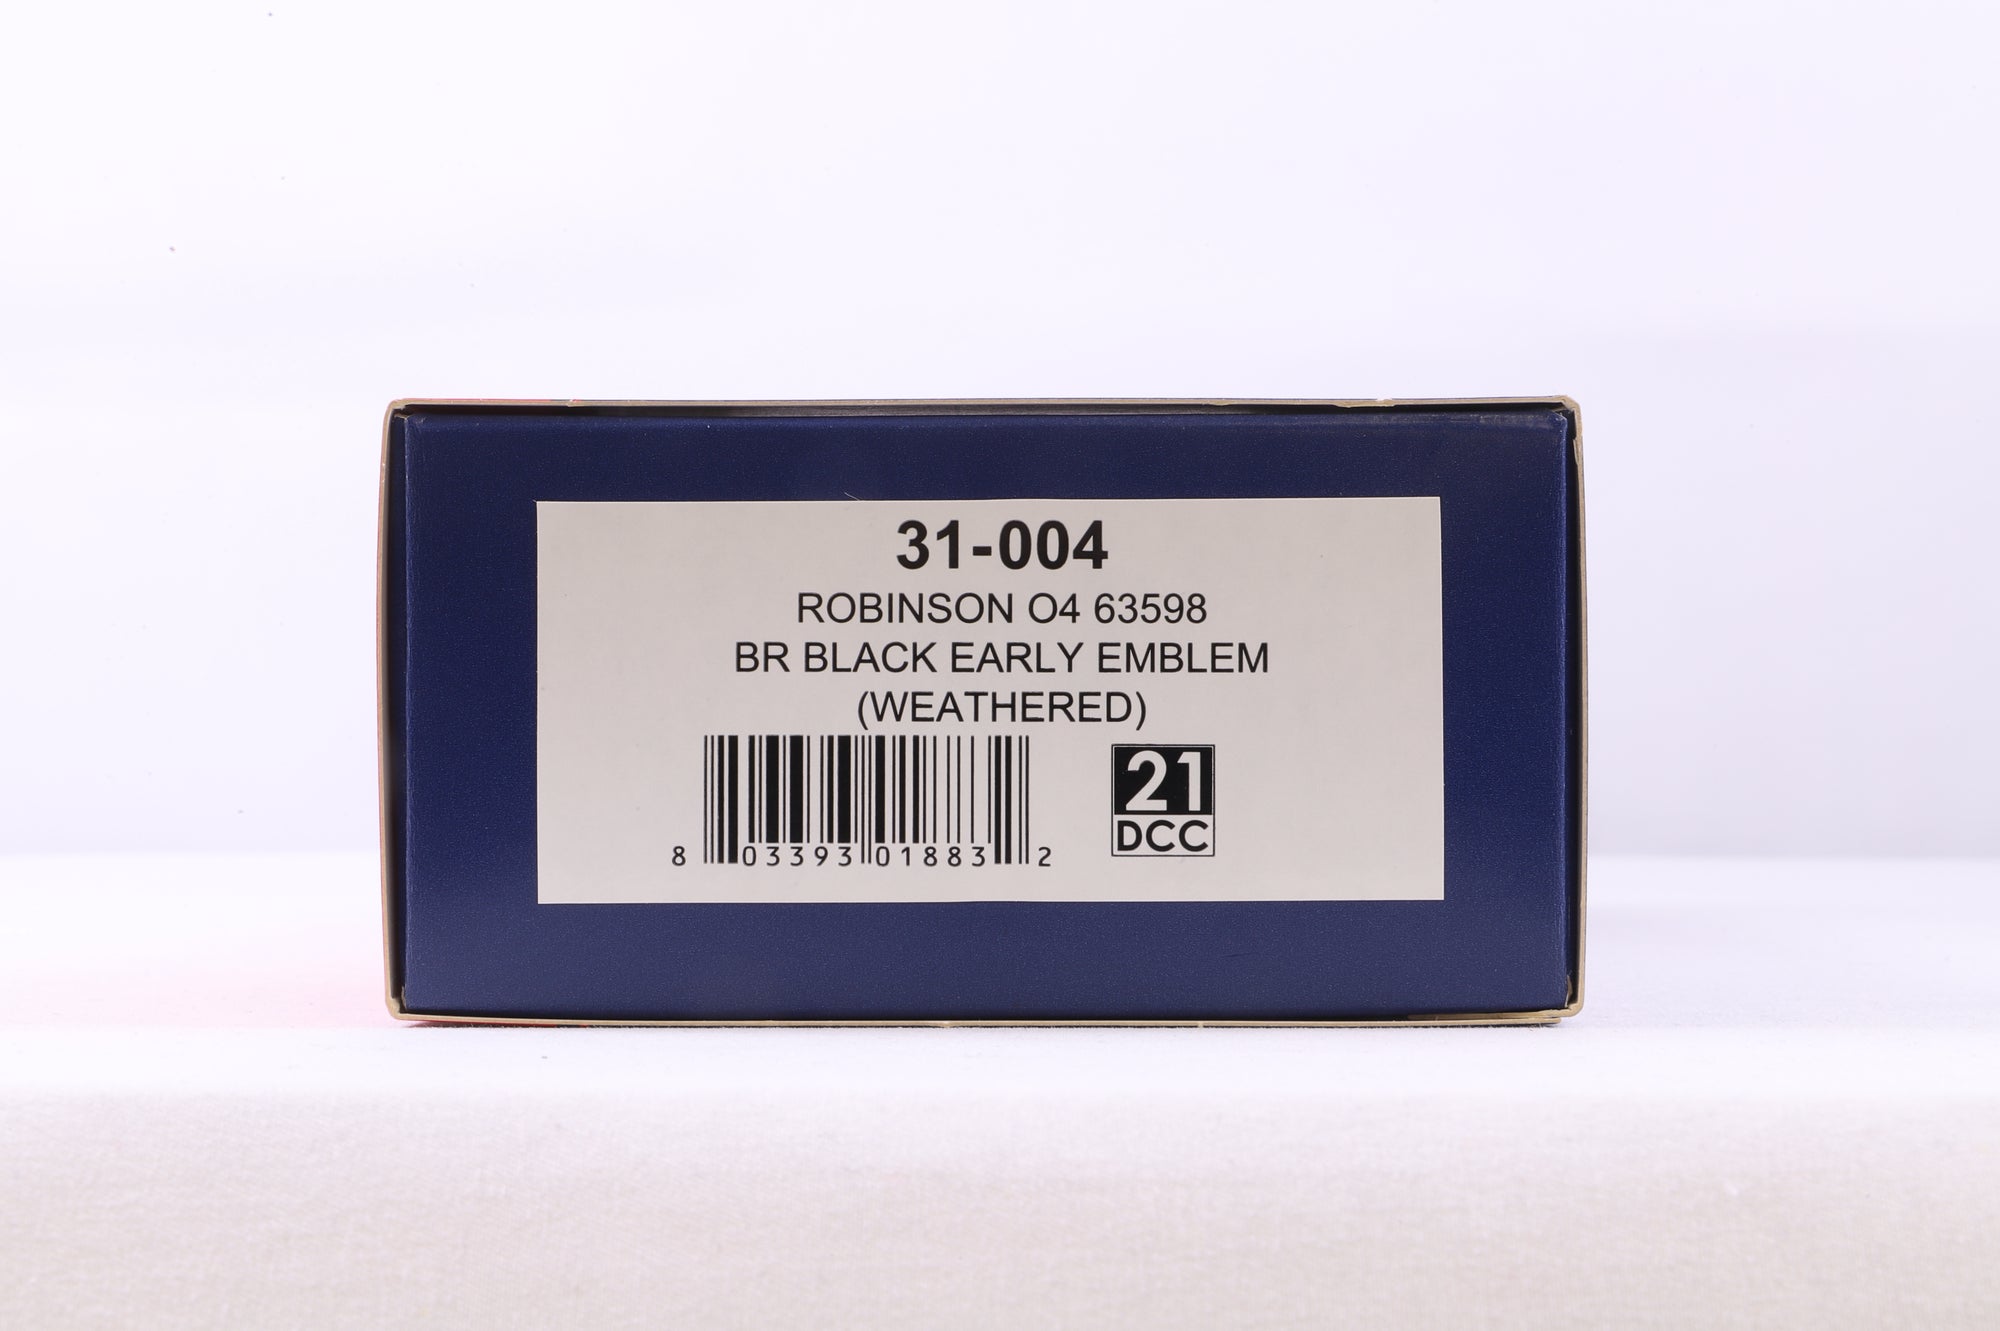 31-004
ROBINSON O4 63598
BR BLACK EARLY EMBLEM
(WEATHERED)
8 03393 01883 2
21
DCC